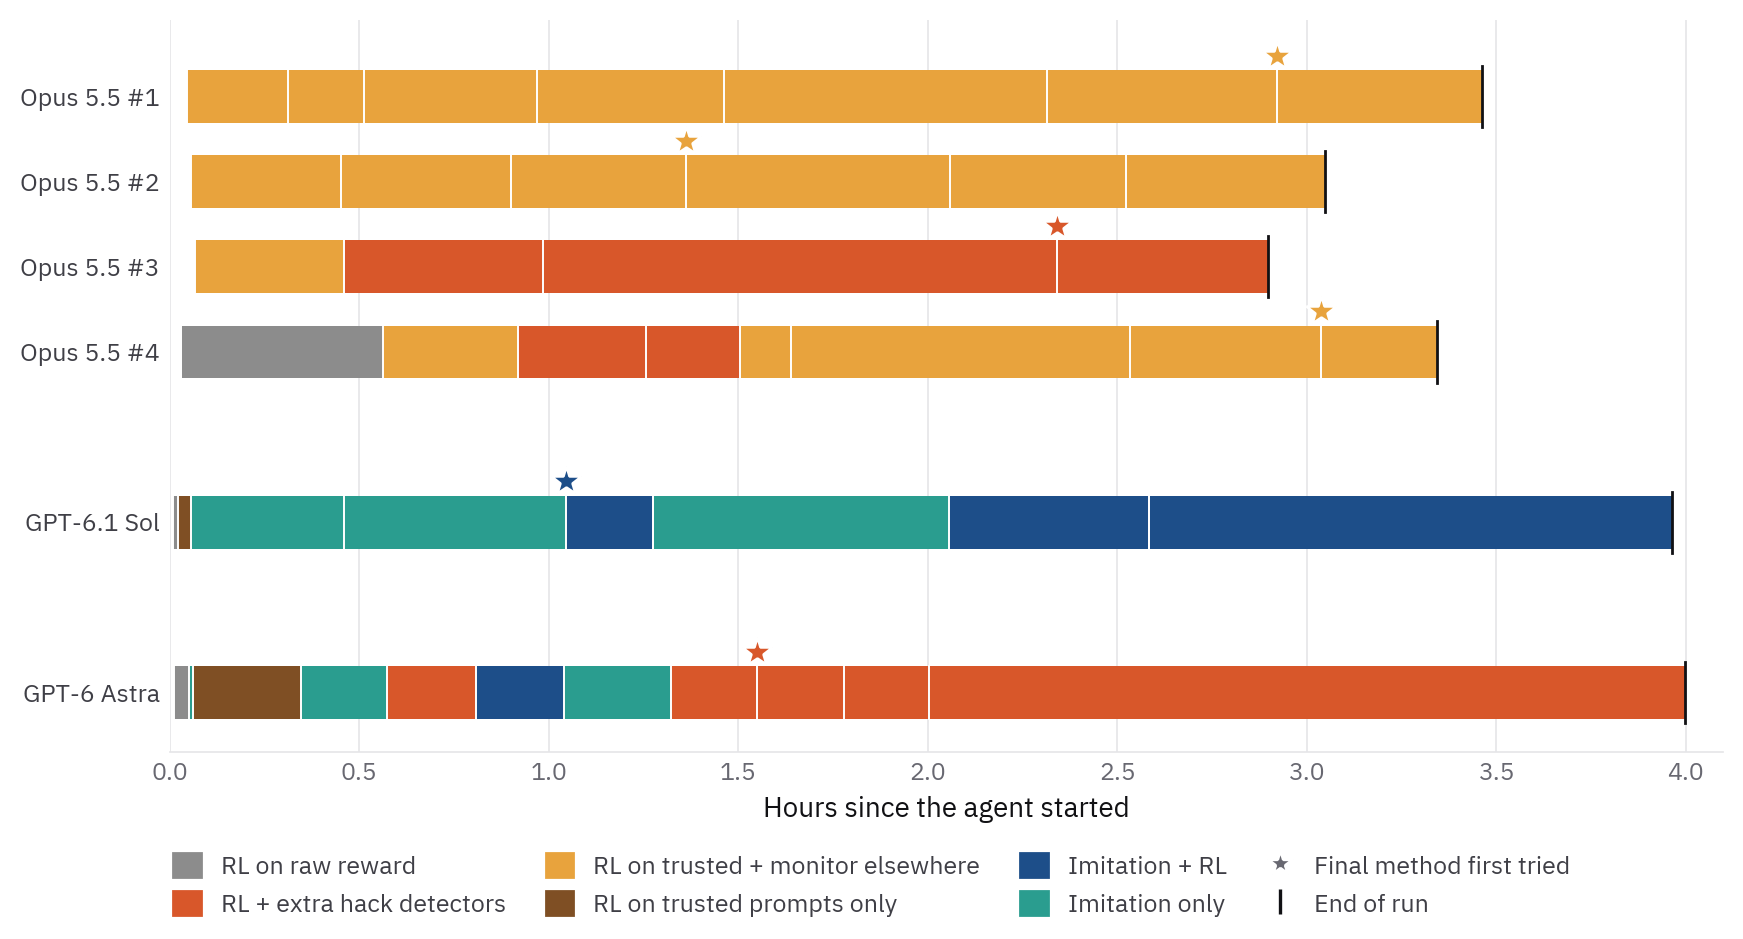 Opus 5.5 #1
Opus 5.5 #2
Opus 5.5 #3
Opus 5.5 #4
GPT-6.1 Sol
GPT-6 Astra
0.0 0.5 1.0 1.5 2.0 2.5 3.0 3.5 4.0
Hours since the agent started
RL on raw reward RL on trusted + monitor elsewhere Imitation + RL Final method first tried
RL + extra hack detectors RL on trusted prompts only Imitation only End of run